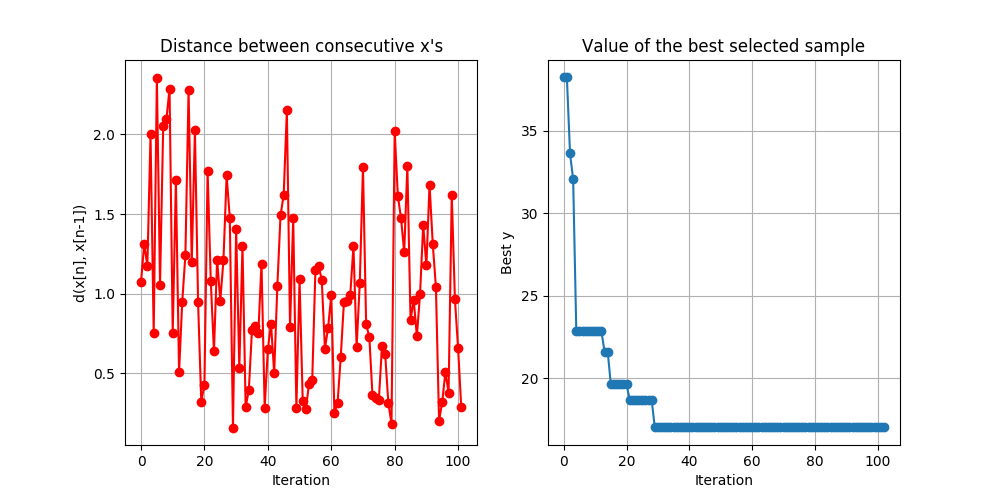 Distance between consecutive x's
d(x[n], x[n-1])
2.0
1.5
1.0
0.5
0 20 40 60 80 100
Iteration
Value of the best selected sample
Best y
35
30
25
20
0 20 40 60 80 100
Iteration